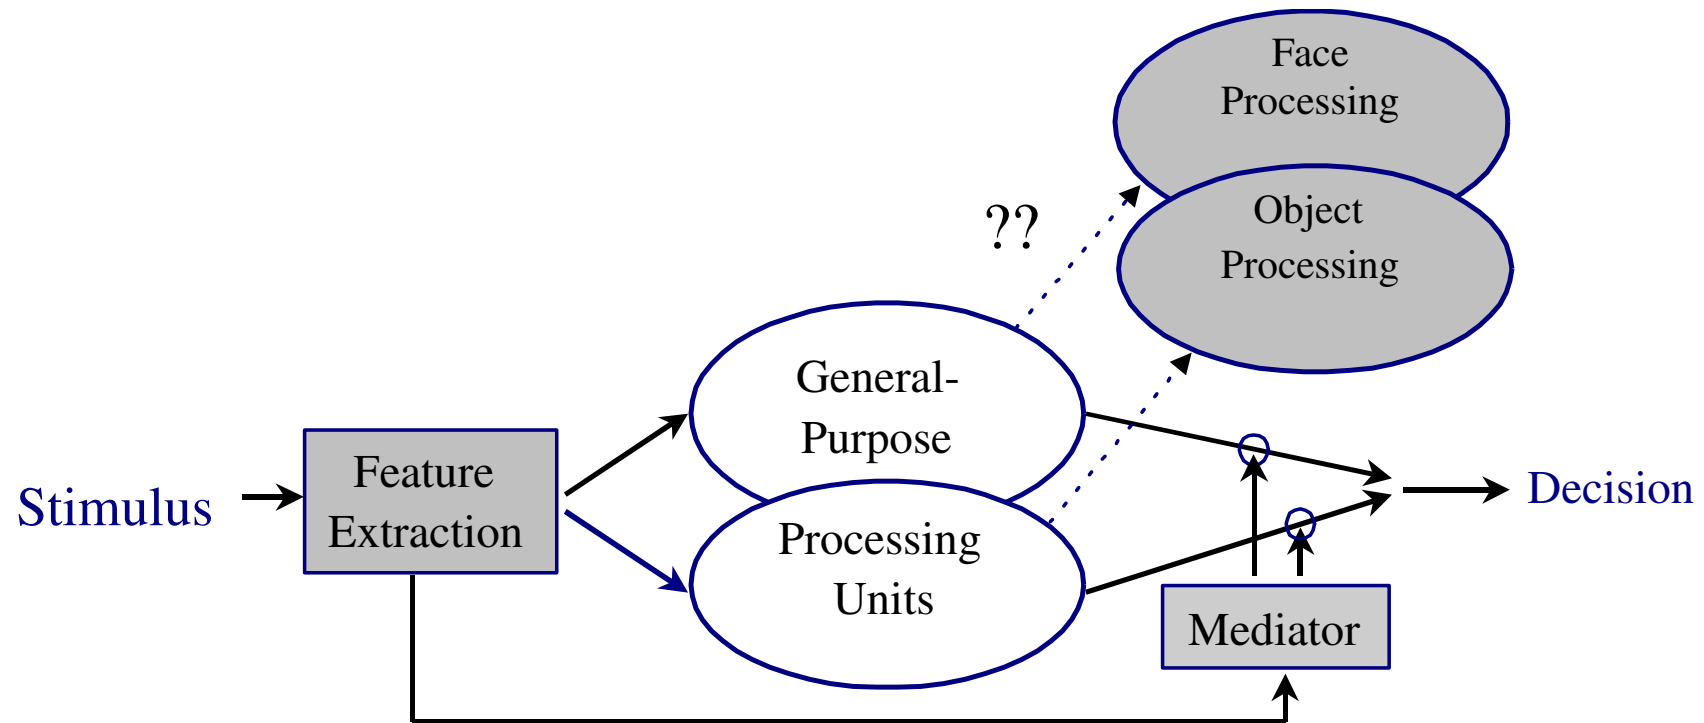 Face
Processing
??
Object
Processing
General-
Purpose
Feature
Extraction
Stimulus
Processing
Units
Decision
Mediator